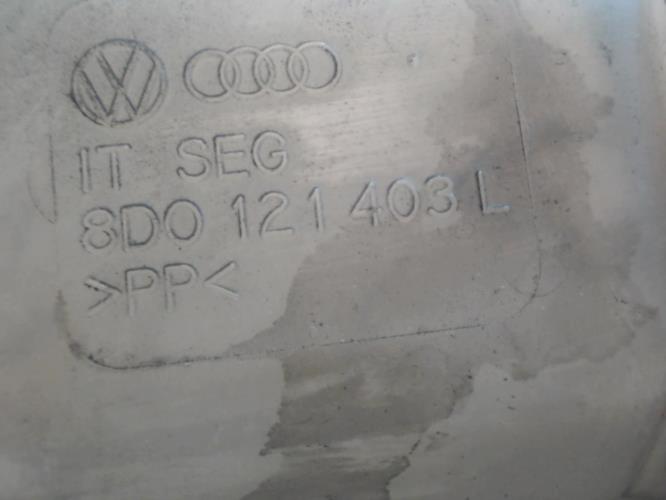 IT SEG
8D0 121 403 L
>PP<